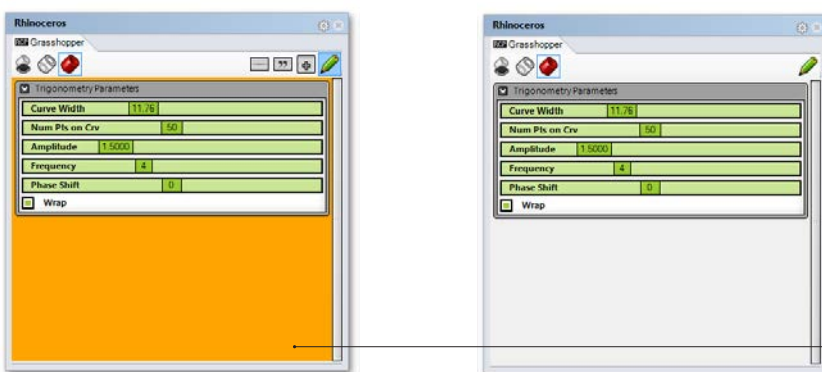 Rhinoceros
Grasshopper
Trigonometry Parameters
Curve Width 11.76
Num Pts on Crv 50
Amplitude 1.5000
Frequency 4
Phase Shift 0
Wrap
Rhinoceros
Grasshopper
Trigonometry Parameters
Curve Width 11.76
Num Pts on Crv 50
Amplitude 1.5000
Frequency 4
Phase Shift 0
Wrap